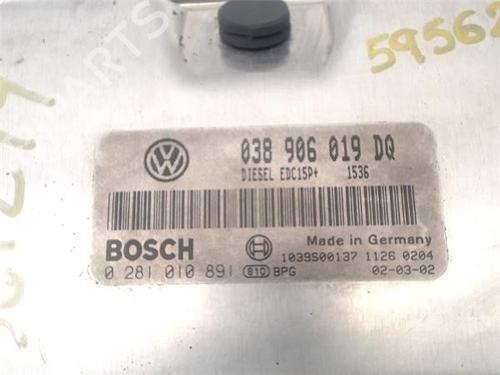 5956
038 906 019 DQ
DIESEL EDC15P+ 1536
BOSCH
Made in Germany
1039S00137 1126 0204
0 281 010 891 810 BPG 02-03-02